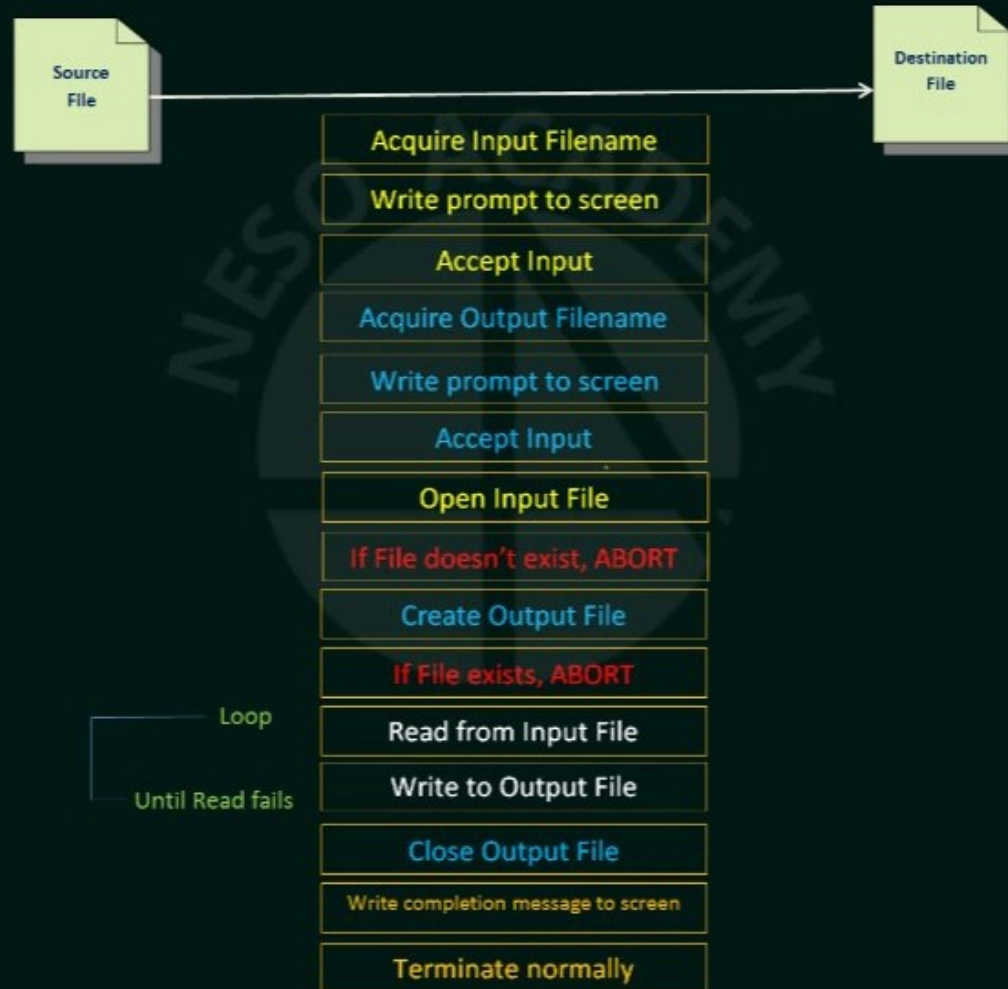 Source
File
Destination
File
Acquire Input Filename
Write prompt to screen
Accept Input
Acquire Output Filename
Write prompt to screen
Accept Input
Open Input File
If File doesn't exist, ABORT
Create Output File
If File exists, ABORT
Loop
Read from Input File
Write to Output File
Until Read fails
Close Output File
Write completion message to screen
Terminate normally
NESO ACADEMY